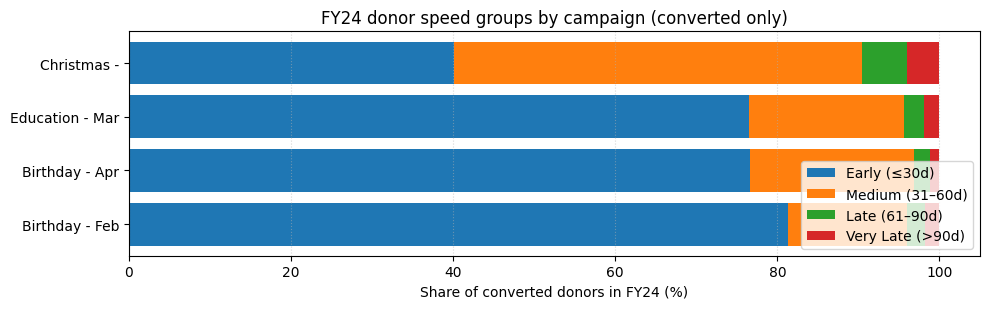 FY24 donor speed groups by campaign (converted only)
Christmas -
Education - Mar
Birthday - Apr
Birthday - Feb
Early (≤30d)
Medium (31–60d)
Late (61–90d)
Very Late (>90d)
0 20 40 60 80 100
Share of converted donors in FY24 (%)